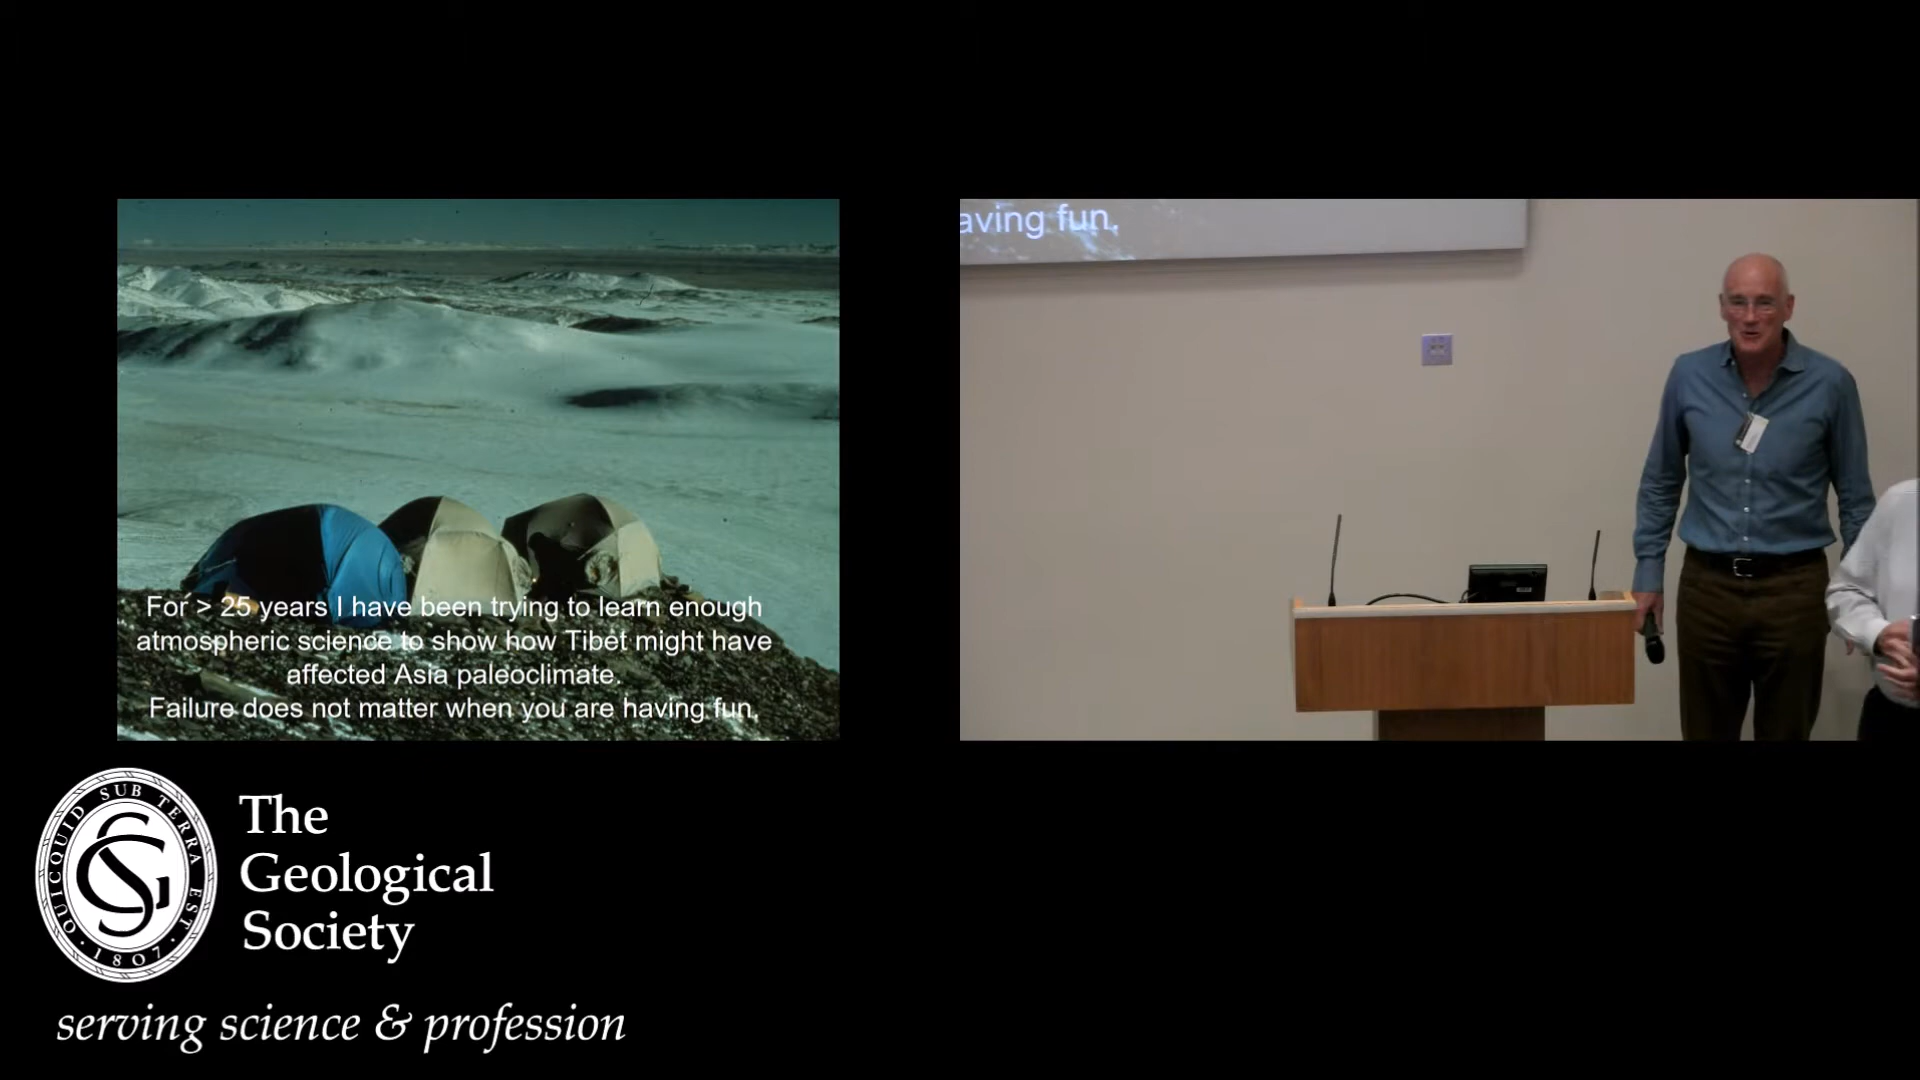 For > 25 years I have been trying to learn enough
atmospheric science to show how Tibet might have
affected Asia paleoclimate.
Failure does not matter when you are having fun.
aving fun.
QUICQUID SUB TERRA EST
· 1807 ·
GS
The
Geological
Society
serving science & profession